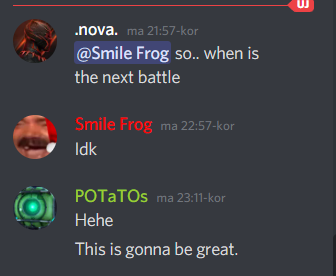 ÚJ
.nova. ma 21:57-kor
@Smile Frog so.. when is
the next battle
Smile Frog ma 22:57-kor
Idk
POTaTOs ma 23:11-kor
Hehe
This is gonna be great.